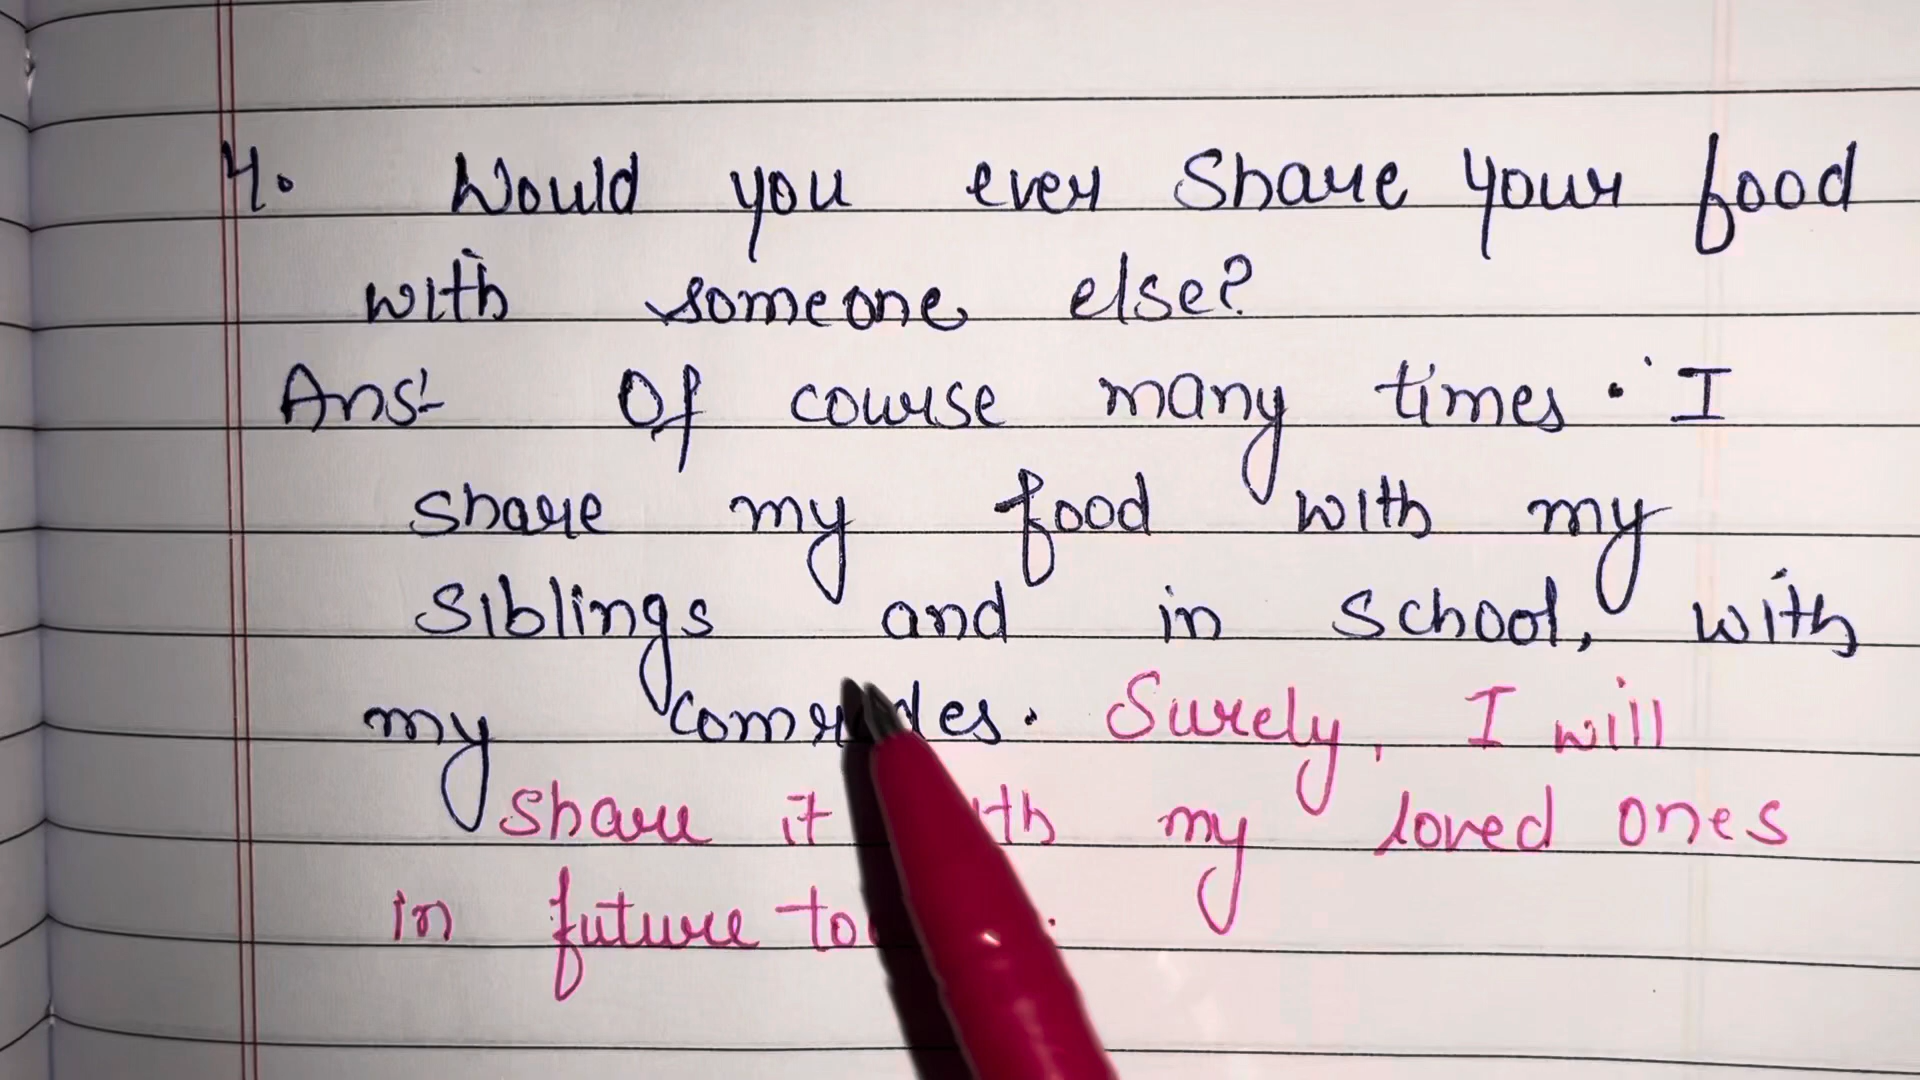 4. Would you ever share your food
with someone else?
Ans:- Of course many times. I
share my food with my
siblings and in school, with
my comrades. Surely, I will
share it with my loved ones
in future